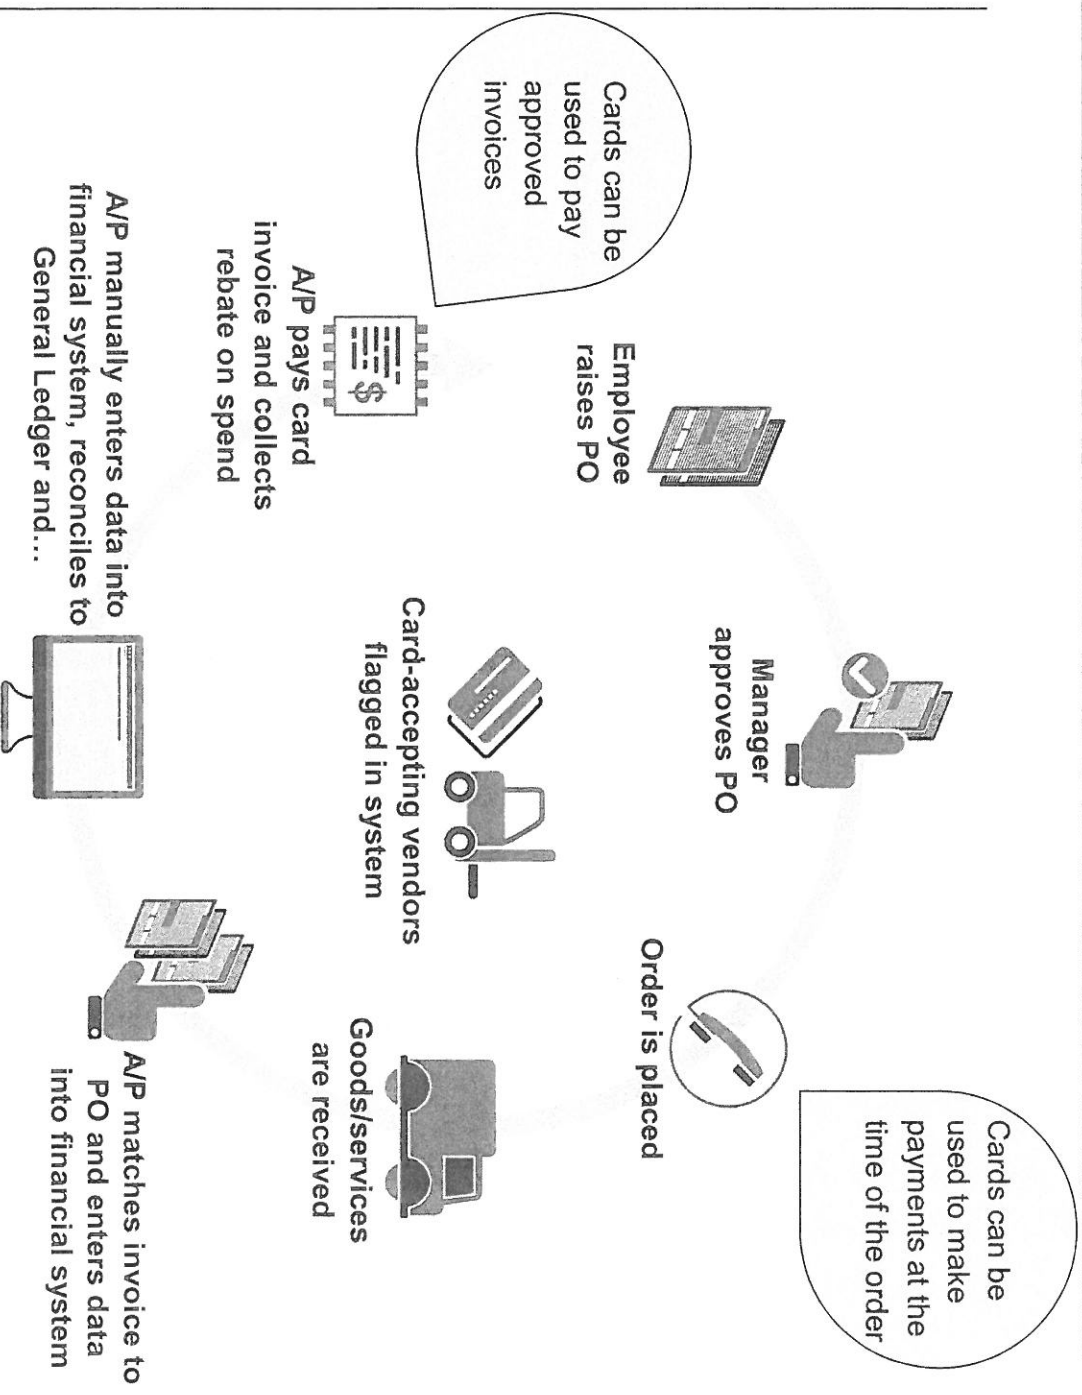 Cards can be
used to pay
approved
invoices
Employee
raises PO
Manager
approves PO
Order is placed
Cards can be
used to make
payments at the
time of the order
Goods/services
are received
A/P matches invoice to
PO and enters data
into financial system
A/P manually enters data into
financial system, reconciles to
General Ledger and...
A/P pays card
invoice and collects
rebate on spend
$
Card-accepting vendors
flagged in system